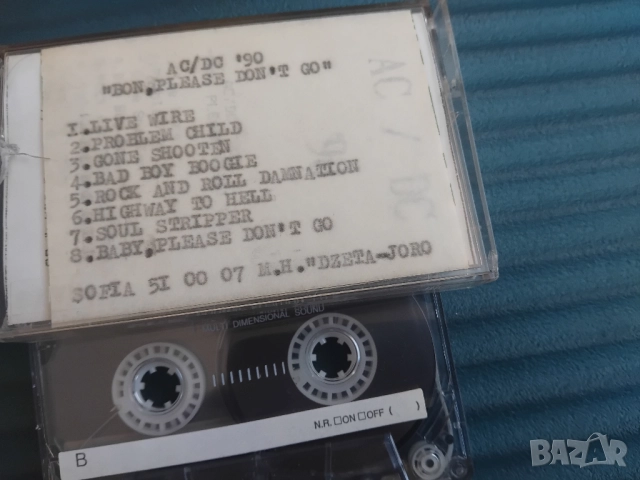 AC/DC '90
"BON,PLEASE DON'T GO"
1.LIVE WIRE
2.PROBLEM CHILD
3.GONE SHOOTEN
4.BAD BOY BOOGIE
5.ROCK AND ROLL DAMNATION
6.HIGHWAY TO HELL
7.SOUL STRIPPER
8.BABY,PLEASE DON'T GO
SOFIA 51 00 07 M.H."DZETA-JORO
AC / DC
DIMENSIONAL SOUND
B
N.R. □ON □OFF ( )
BAZAR